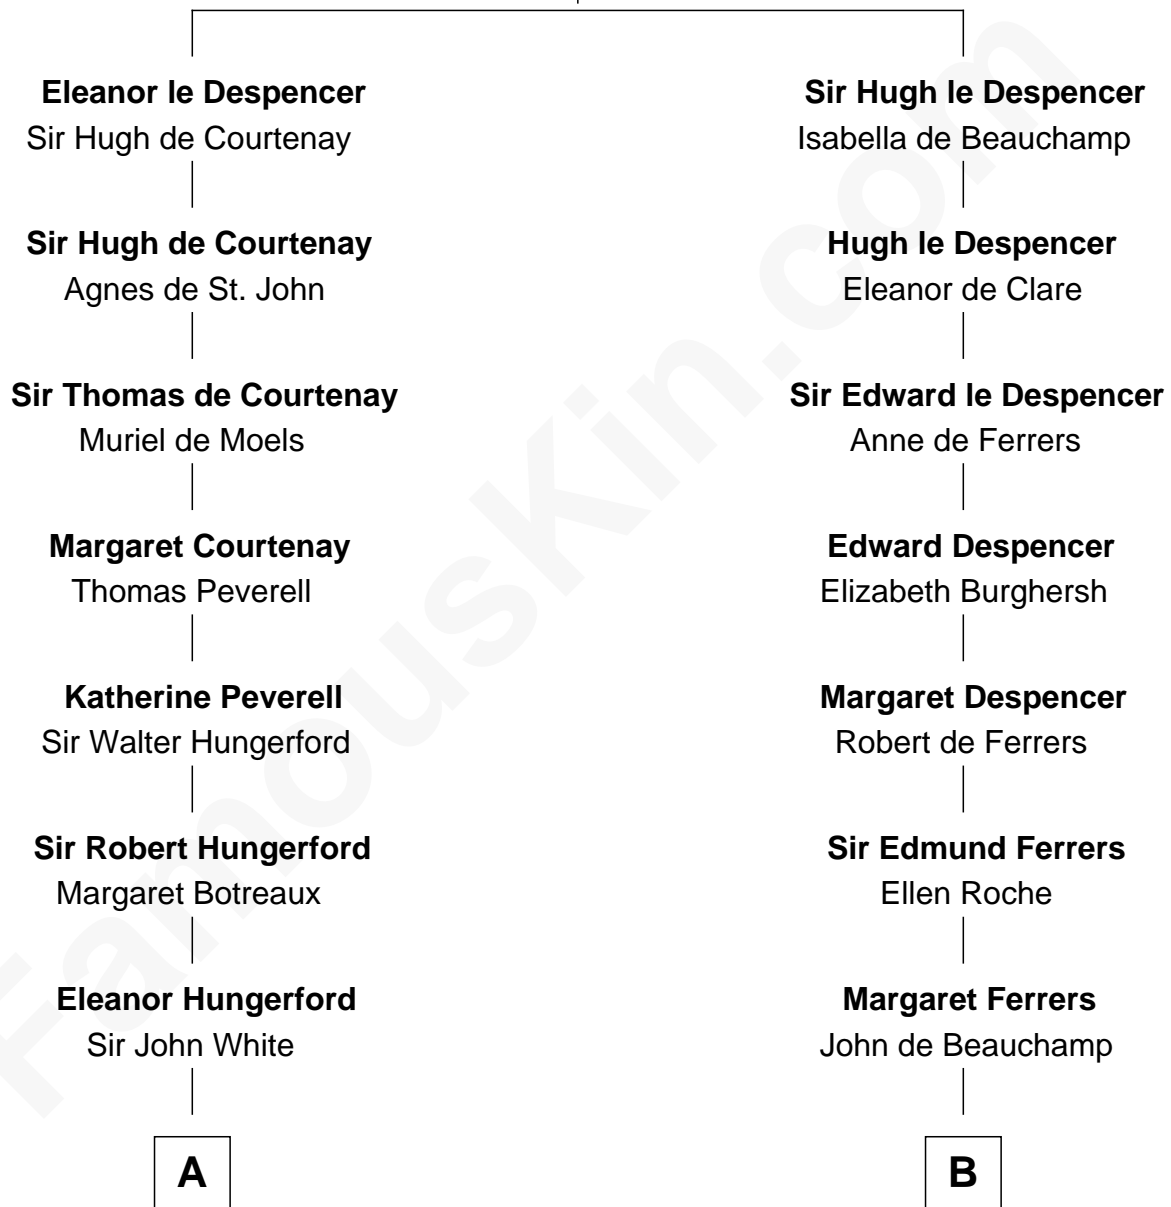 Eleanor le Despencer
Sir Hugh de Courtenay
Sir Hugh de Courtenay
Agnes de St. John
Sir Thomas de Courtenay
Muriel de Moels
Margaret Courtenay
Thomas Peverell
Katherine Peverell
Sir Walter Hungerford
Sir Robert Hungerford
Margaret Botreaux
Eleanor Hungerford
Sir John White
A
Sir Hugh le Despencer
Isabella de Beauchamp
Hugh le Despencer
Eleanor de Clare
Sir Edward le Despencer
Anne de Ferrers
Edward Despencer
Elizabeth Burghersh
Margaret Despencer
Robert de Ferrers
Sir Edmund Ferrers
Ellen Roche
Margaret Ferrers
John de Beauchamp
B
FamousKin.com